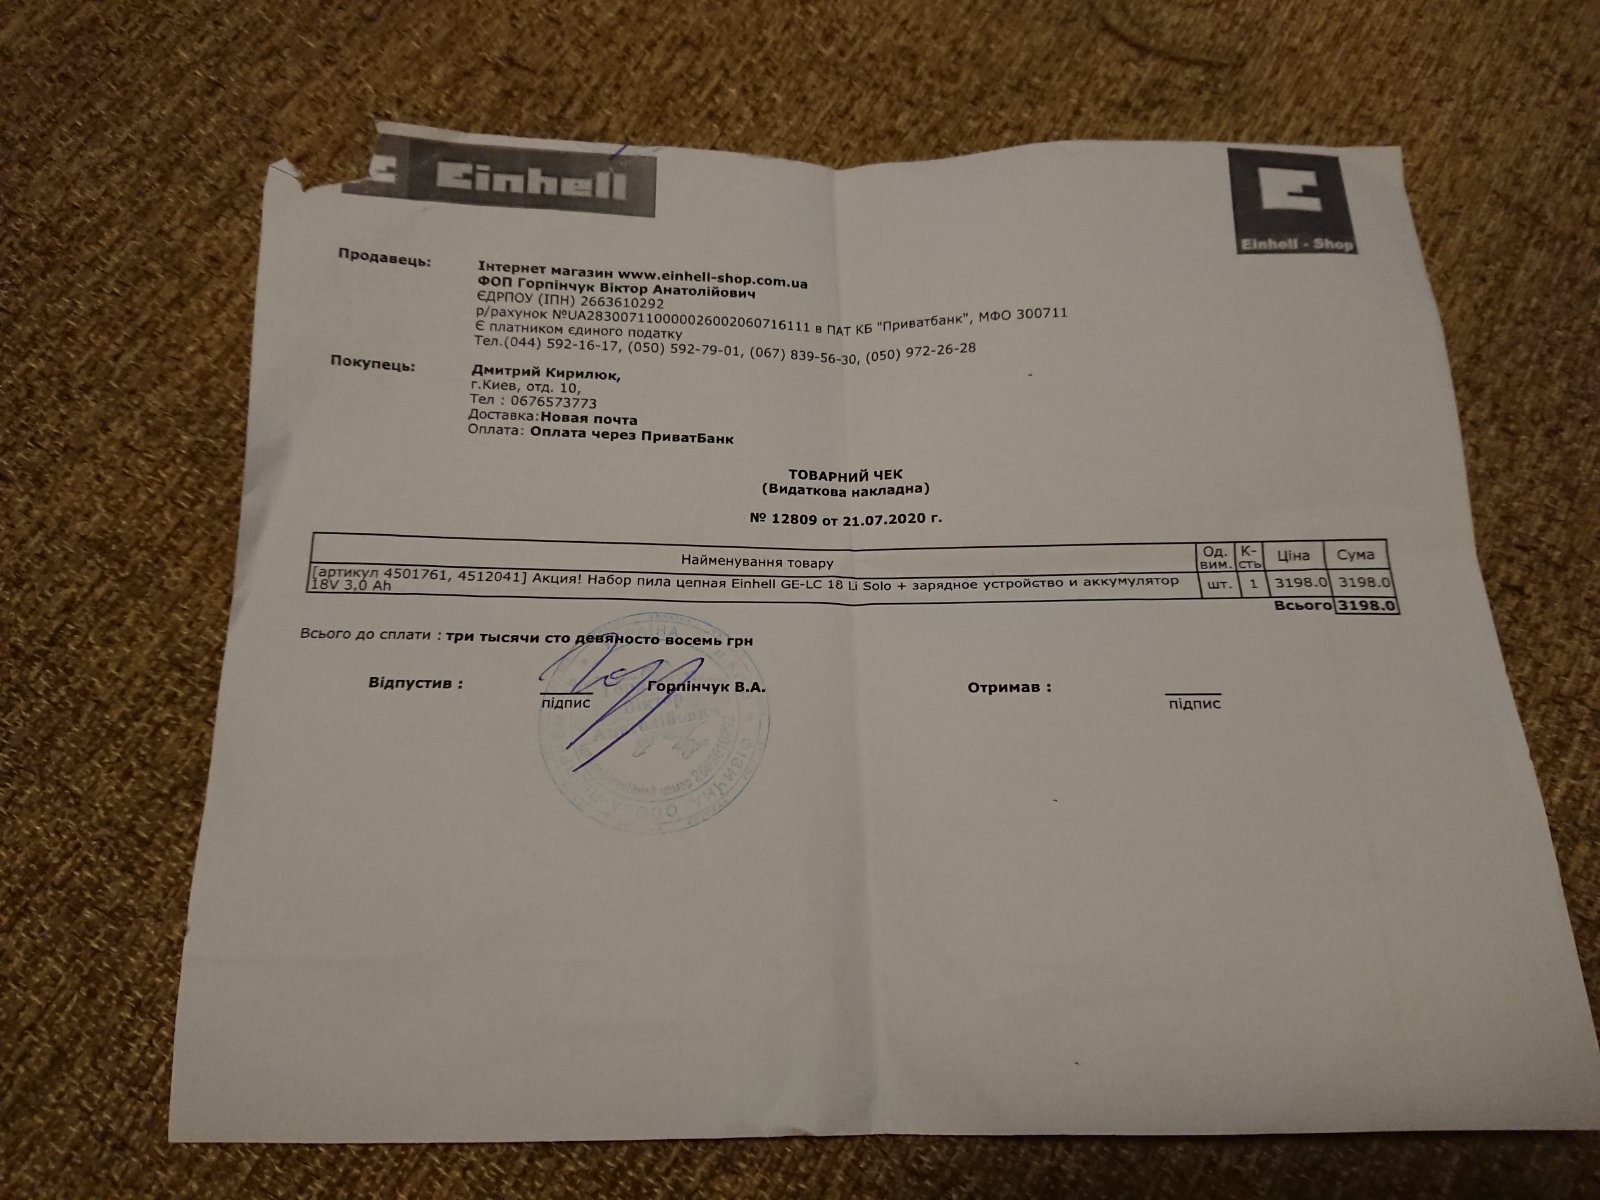 Einhell
Einhell - Shop
Продавець:
Інтернет магазин www.einhell-shop.com.ua
ФОП Горпінчук Віктор Анатолійович
ЄДРПОУ (ІПН) 2663610292
р/рахунок №UA283007110000026002060716111 в ПАТ КБ "Приватбанк", МФО 300711
Є платником єдиного податку
Тел.(044) 592-16-17, (050) 592-79-01, (067) 839-56-30, (050) 972-26-28
Покупець:
Дмитрий Кирилюк,
г.Киев, отд. 10,
Тел : 0676573773
Доставка:Новая почта
Оплата: Оплата через ПриватБанк
ТОВАРНИЙ ЧЕК
(Видаткова накладна)
№ 12809 от 21.07.2020 г.
Найменування товару Од. вим. К-сть Ціна Сума
[артикул 4501761, 4512041] Акция! Набор пила цепная Einhell GE-LC 18 Li Solo + зарядное устройство и аккумулятор
18V 3,0 Ah
шт. 1 3198.0 3198.0
Всього 3198.0
Всього до сплати : три тысячи сто девяносто восемь грн
Відпустив : Горпінчук В.А. Отримав :
підпис підпис